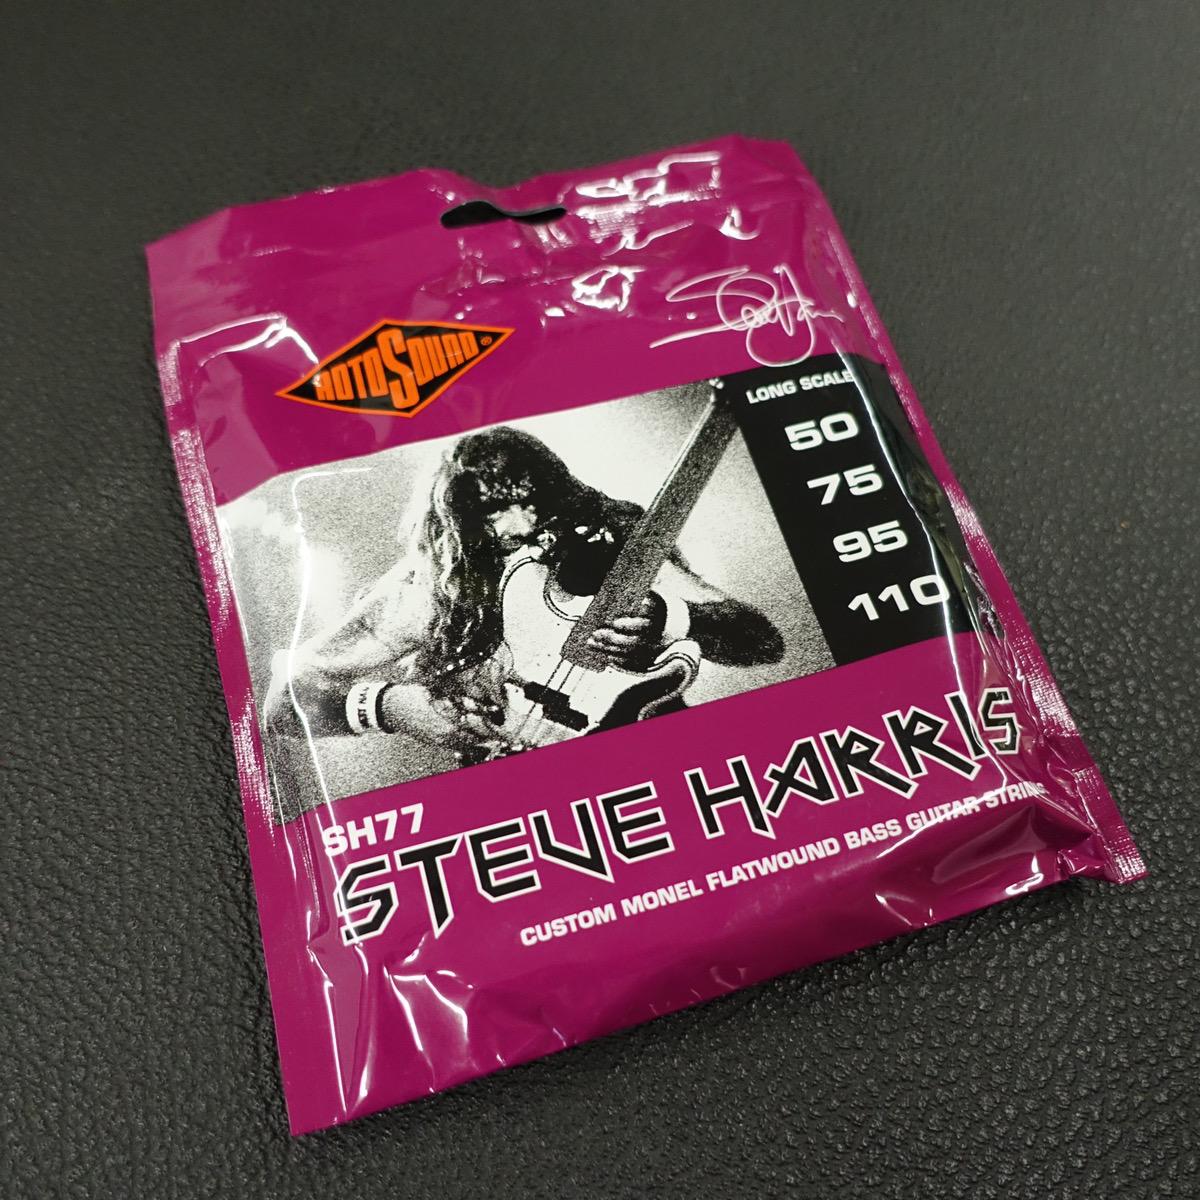 ROTOSOUND®
LONG SCALE
50
75
95
110
SH77
STEVE HARRIS
CUSTOM MONEL FLATWOUND BASS GUITAR STRINGS